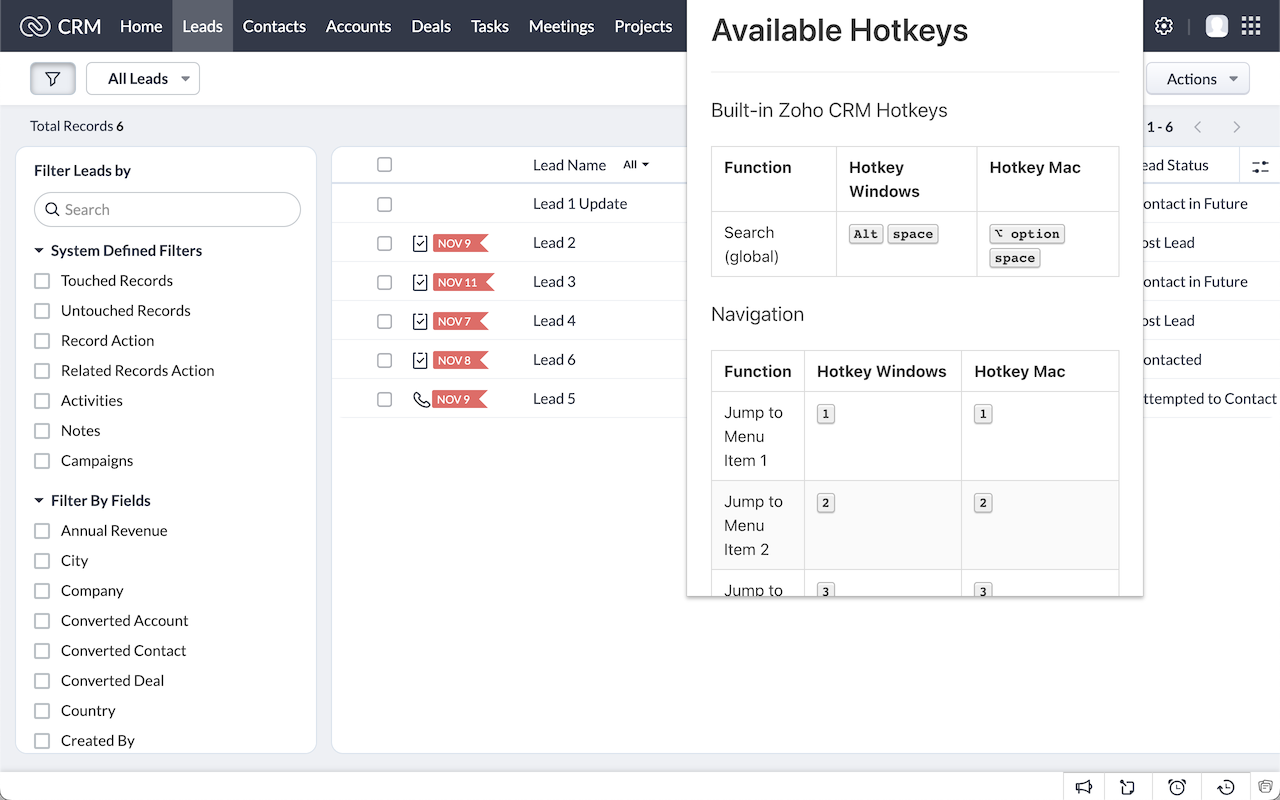 CRM Home Leads Contacts Accounts Deals Tasks Meetings Projects
All Leads
Actions
Total Records 6
1 - 6
Filter Leads by
Search
System Defined Filters
Touched Records
Untouched Records
Record Action
Related Records Action
Activities
Notes
Campaigns
Filter By Fields
Annual Revenue
City
Company
Converted Account
Converted Contact
Converted Deal
Country
Created By
Lead Name All
Lead 1 Update
NOV 9 Lead 2
NOV 11 Lead 3
NOV 7 Lead 4
NOV 8 Lead 6
NOV 9 Lead 5
Available Hotkeys
Built-in Zoho CRM Hotkeys
Function Hotkey Windows Hotkey Mac
Search (global) Alt space ⌥ option space
Navigation
Function Hotkey Windows Hotkey Mac
Jump to Menu Item 1 1 1
Jump to Menu Item 2 2 2
Jump to 3 3
ead Status
ontact in Future
ost Lead
ontact in Future
ost Lead
ontacted
ttempted to Contact